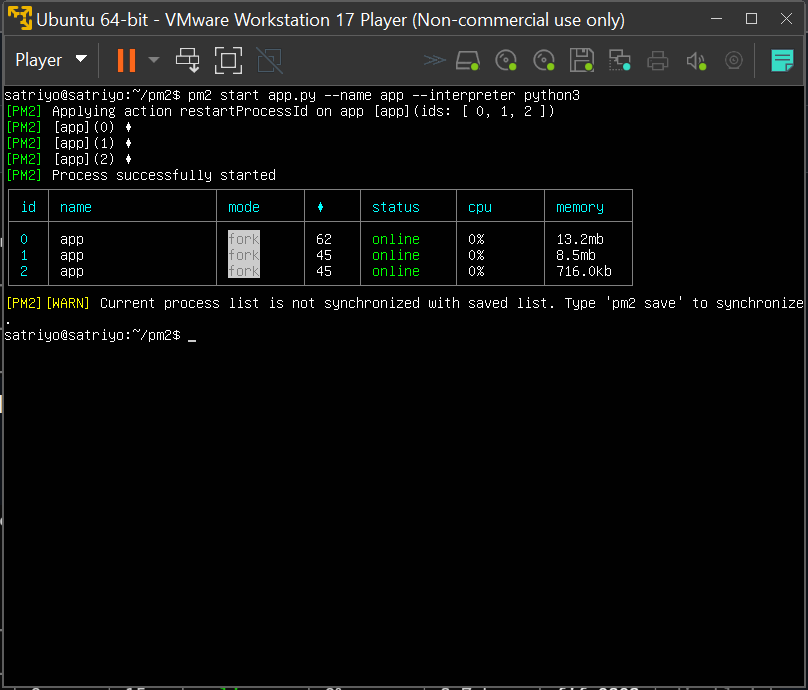 Ubuntu 64-bit - VMware Workstation 17 Player (Non-commercial use only)
Player
satriyo@satriyo:~/pm2$ pm2 start app.py --name app --interpreter python3
[PM2] Applying action restartProcessId on app [app](ids: [ 0, 1, 2 ])
[PM2] [app](0) ♦
[PM2] [app](1) ♦
[PM2] [app](2) ♦
[PM2] Process successfully started
id name mode ♦ status cpu memory
0 app fork 62 online 0% 13.2mb
1 app fork 45 online 0% 8.5mb
2 app fork 45 online 0% 716.0kb
[PM2][WARN] Current process list is not synchronized with saved list. Type 'pm2 save' to synchronize
.
satriyo@satriyo:~/pm2$ _